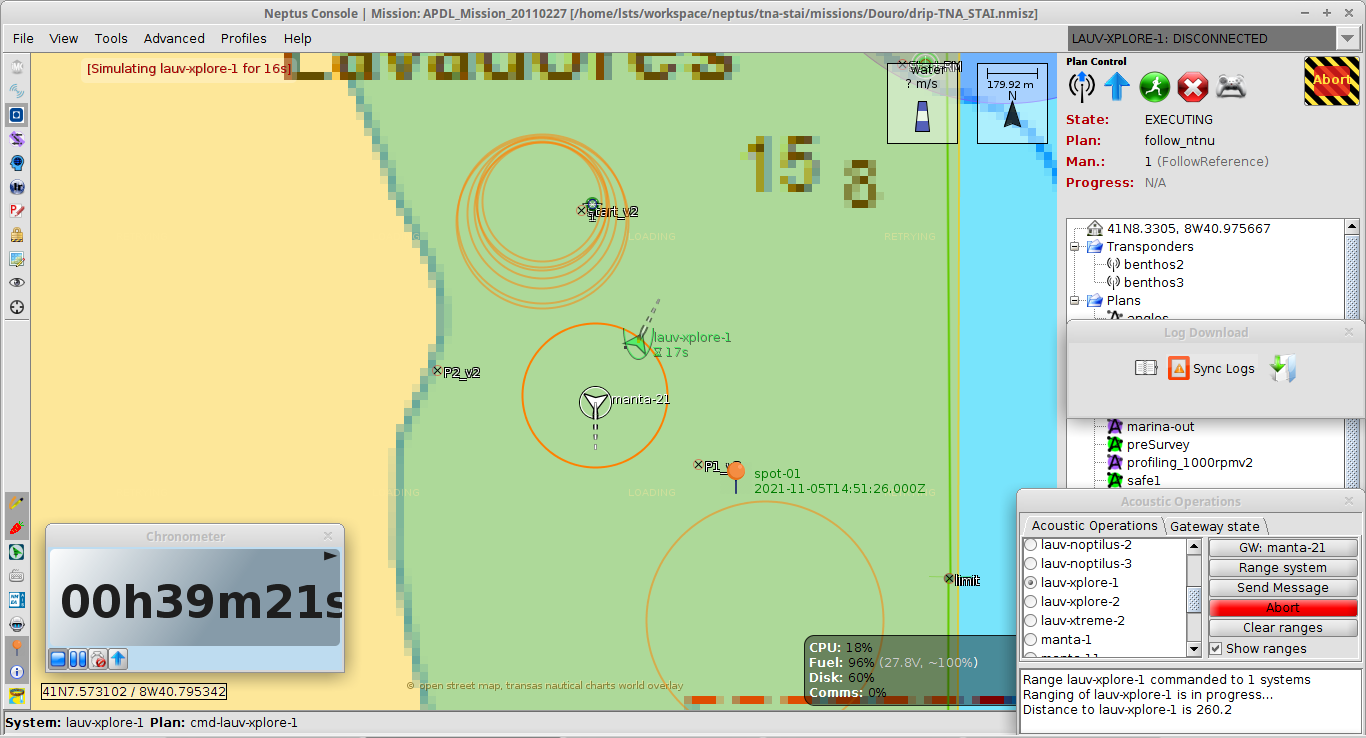 Neptus Console | Mission: APDL_Mission_20110227 [/home/lsts/workspace/neptus/tna-stai/missions/Douro/drip-TNA_STAI.nmisz]
File View Tools Advanced Profiles Help
LAUV-XPLORE-1: DISCONNECTED
[Simulating lauv-xplore-1 for 16s]
Lavadores
water
? m/s
179.92 m
N
15 8
start_v2
1
LOADING
RETRYING
lauv-xplore-1
17s
P2_v2
manta-21
spot-01
2021-11-05T14:51:26.000Z
LOADING
limit
Plan Control
Abort
State: EXECUTING
Plan: follow_ntnu
Man.: 1 (FollowReference)
Progress: N/A
41N8.3305, 8W40.975667
Transponders
benthos2
benthos3
Plans
angles
Log Download
Sync Logs
marina-out
preSurvey
profiling_1000rpmv2
safe1
Acoustic Operations
Acoustic Operations Gateway state
lauv-noptilus-2
lauv-noptilus-3
lauv-xplore-1
lauv-xplore-2
lauv-xtreme-2
manta-1
manta-11
GW: manta-21
Range system
Send Message
Abort
Clear ranges
Show ranges
Range lauv-xplore-1 commanded to 1 systems
Ranging of lauv-xplore-1 is in progress...
Distance to lauv-xplore-1 is 260.2
Chronometer
00h39m21s
41N7.573102 / 8W40.795342
© open street map, transas nautical charts world overlay
CPU: 18%
Fuel: 96% (27.8V, ~100%)
Disk: 60%
Comms: 0%
System: lauv-xplore-1 Plan: cmd-lauv-xplore-1